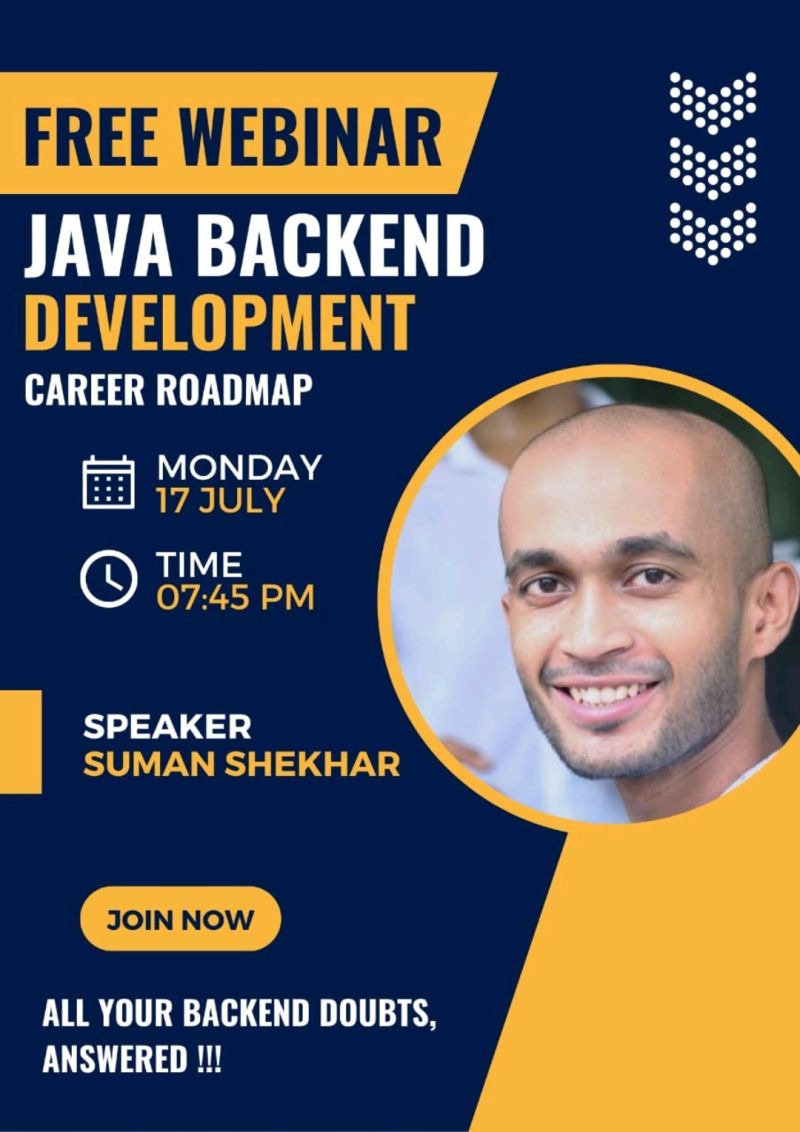 FREE WEBINAR
JAVA BACKEND
DEVELOPMENT
CAREER ROADMAP
MONDAY
17 JULY
TIME
07:45 PM
SPEAKER
SUMAN SHEKHAR
JOIN NOW
ALL YOUR BACKEND DOUBTS,
ANSWERED !!!